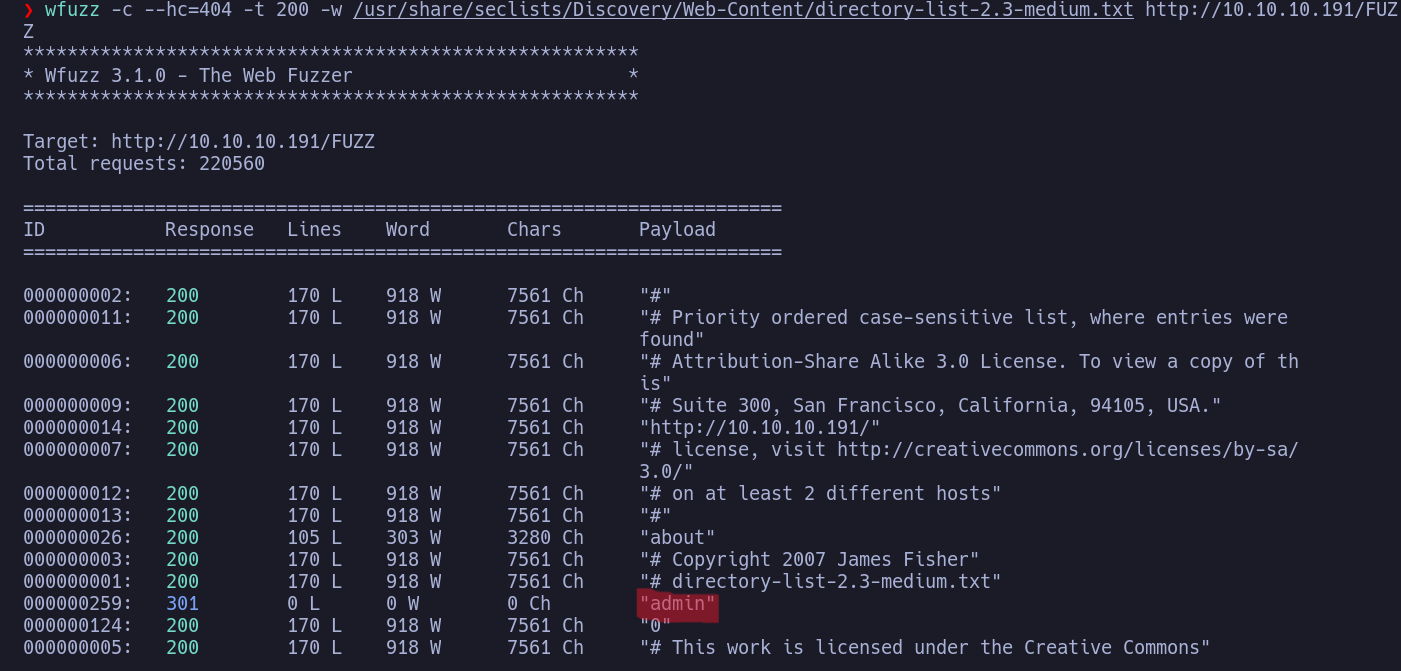 ❯ wfuzz -c --hc=404 -t 200 -w /usr/share/seclists/Discovery/Web-Content/directory-list-2.3-medium.txt http://10.10.10.191/FUZ
Z
********************************************************
* Wfuzz 3.1.0 - The Web Fuzzer                         *
********************************************************
Target: http://10.10.10.191/FUZZ
Total requests: 220560
=====================================================================
ID           Response   Lines    Word       Chars       Payload
=====================================================================
000000002:   200        170 L    918 W      7561 Ch     "#"
000000011:   200        170 L    918 W      7561 Ch     "# Priority ordered case-sensitive list, where entries were
found"
000000006:   200        170 L    918 W      7561 Ch     "# Attribution-Share Alike 3.0 License. To view a copy of th
is"
000000009:   200        170 L    918 W      7561 Ch     "# Suite 300, San Francisco, California, 94105, USA."
000000014:   200        170 L    918 W      7561 Ch     "http://10.10.10.191/"
000000007:   200        170 L    918 W      7561 Ch     "# license, visit http://creativecommons.org/licenses/by-sa/
3.0/"
000000012:   200        170 L    918 W      7561 Ch     "# on at least 2 different hosts"
000000013:   200        170 L    918 W      7561 Ch     "#"
000000026:   200        105 L    303 W      3280 Ch     "about"
000000003:   200        170 L    918 W      7561 Ch     "# Copyright 2007 James Fisher"
000000001:   200        170 L    918 W      7561 Ch     "# directory-list-2.3-medium.txt"
000000259:   301        0 L      0 W        0 Ch        "admin"
000000124:   200        170 L    918 W      7561 Ch     "0"
000000005:   200        170 L    918 W      7561 Ch     "# This work is licensed under the Creative Commons"